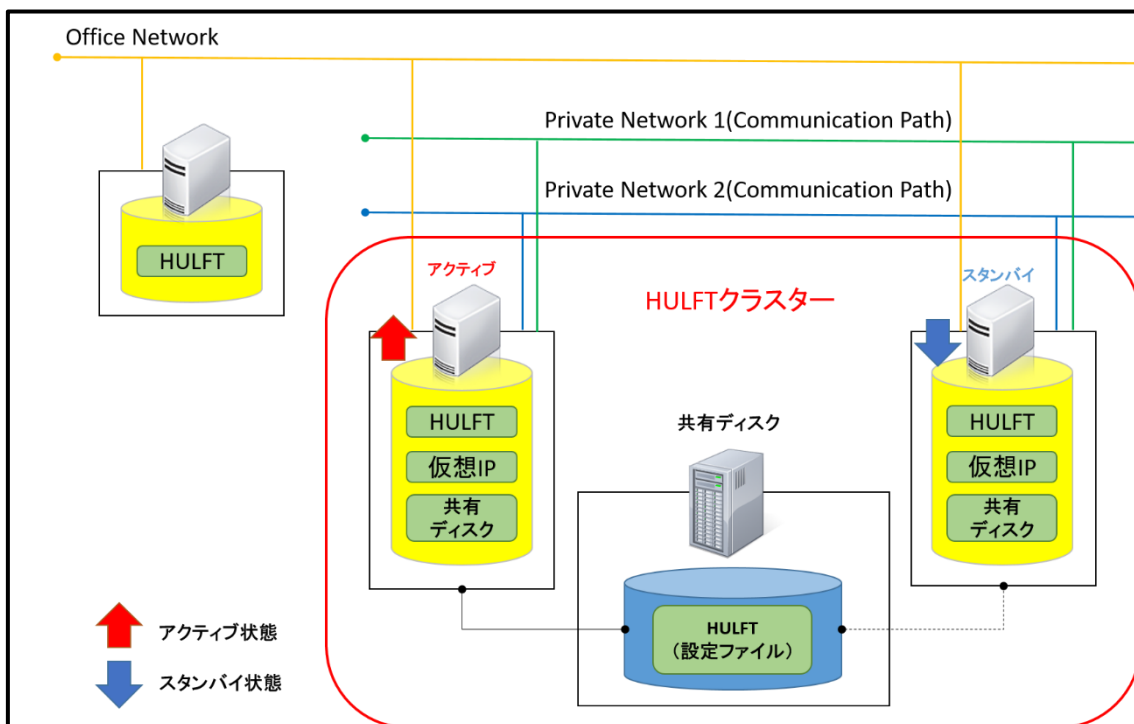 Office Network
Private Network 1(Communication Path)
Private Network 2(Communication Path)
HULFT
アクティブ
HULFTクラスター
スタンバイ
HULFT
仮想IP
共有
ディスク
共有ディスク
HULFT
仮想IP
共有
ディスク
HULFT
（設定ファイル）
アクティブ状態
スタンバイ状態